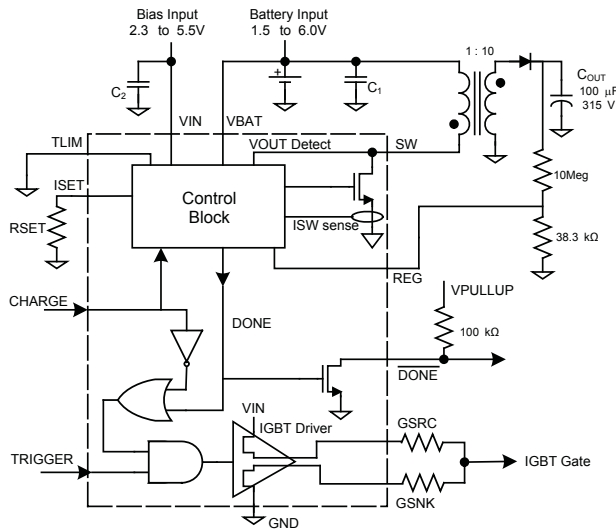 Bias Input
2.3 to 5.5V
Battery Input
1.5 to 6.0V
1 : 10
+
C2
C1
COUT
100 µF
315 V
VIN
VBAT
TLIM
VOUT Detect
SW
ISET
Control
Block
10Meg
RSET
ISW sense
38.3 kΩ
REG
CHARGE
VPULLUP
DONE
100 kΩ
DONE
VIN
IGBT Driver
GSRC
TRIGGER
IGBT Gate
GSNK
GND